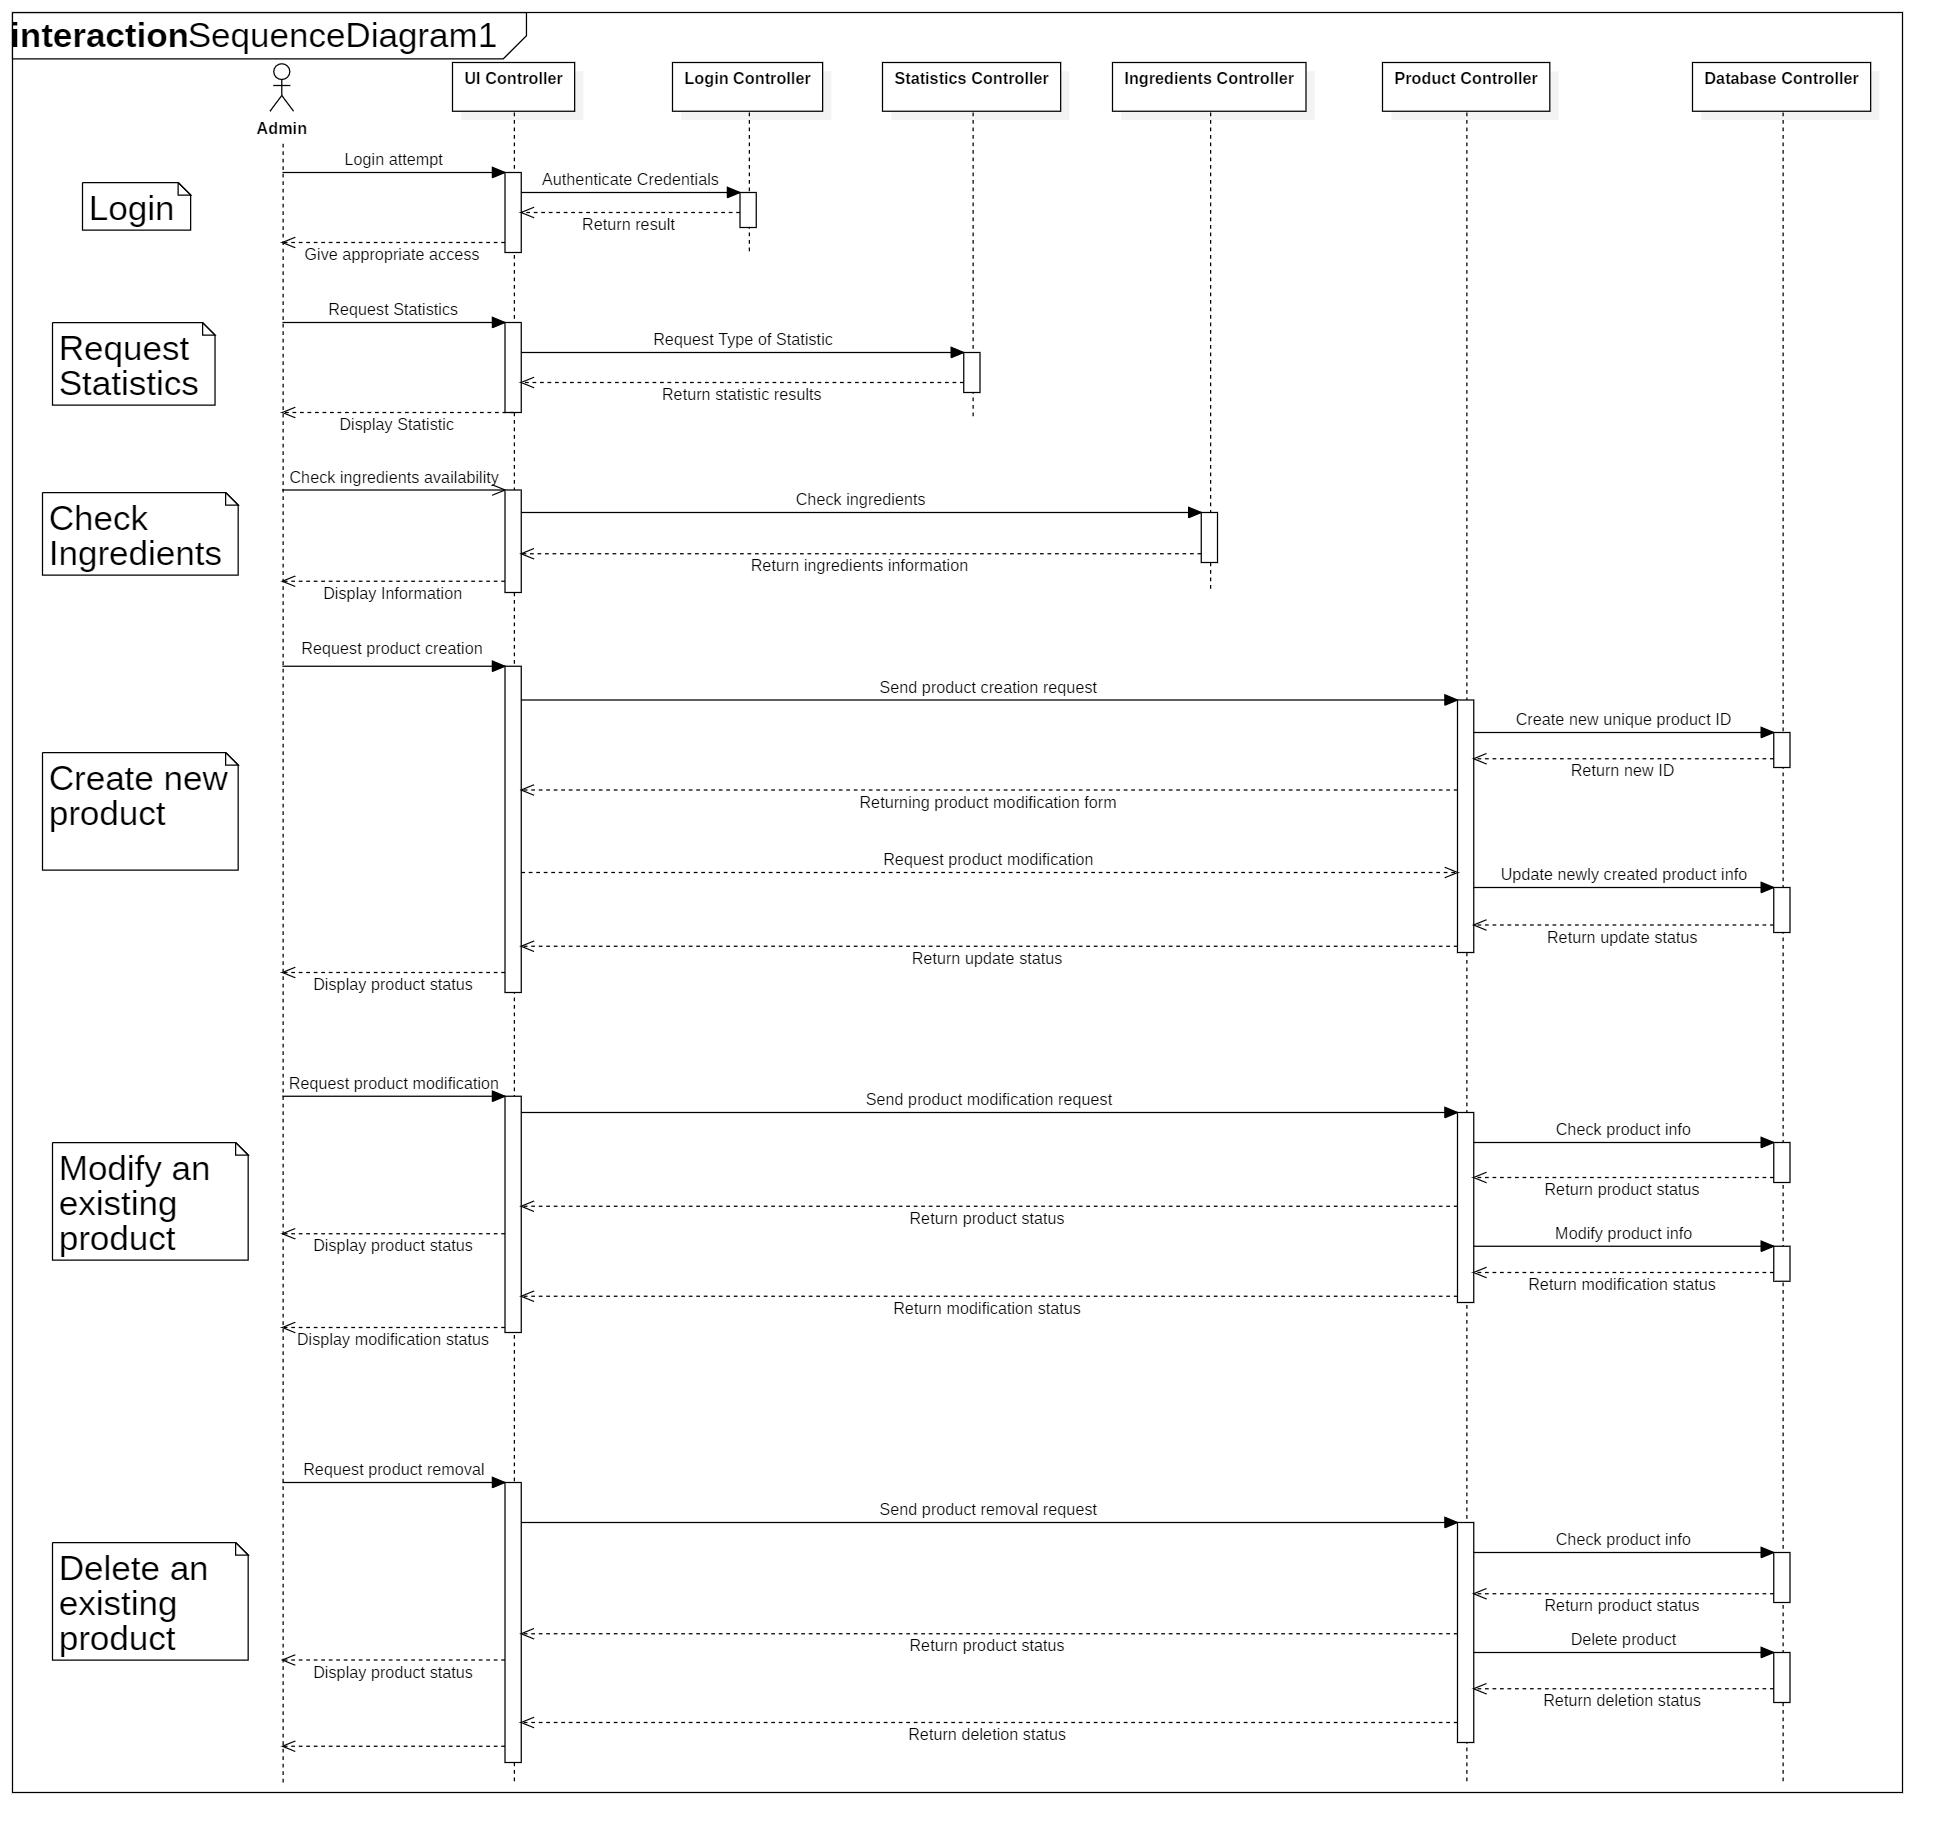 interactionSequenceDiagram1
UI Controller
Login Controller
Statistics Controller
Ingredients Controller
Product Controller
Database Controller
Admin
Login attempt
Authenticate Credentials
Login
Return result
Give appropriate access
Request Statistics
Request Type of Statistic
Request
Statistics
Return statistic results
Display Statistic
Check ingredients availability
Check ingredients
Check
Ingredients
Return ingredients information
Display Information
Request product creation
Send product creation request
Create new unique product ID
Return new ID
Create new
product
Returning product modification form
Request product modification
Update newly created product info
Return update status
Return update status
Display product status
Request product modification
Send product modification request
Check product info
Modify an
existing
product
Return product status
Return product status
Display product status
Modify product info
Return modification status
Return modification status
Display modification status
Request product removal
Send product removal request
Check product info
Delete an
existing
product
Return product status
Return product status
Delete product
Display product status
Return deletion status
Return deletion status